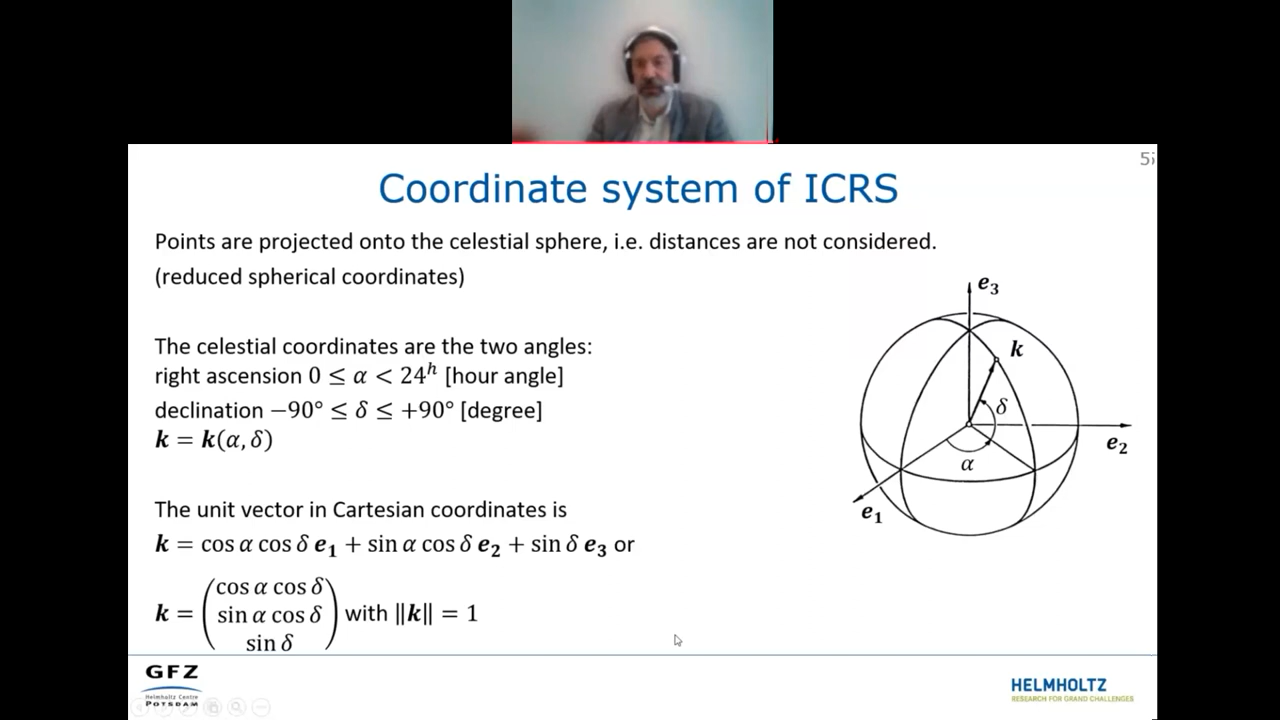 5
Coordinate system of ICRS
Points are projected onto the celestial sphere, i.e. distances are not considered.
(reduced spherical coordinates)
The celestial coordinates are the two angles:
right ascension 0 ≤ α < 24ʰ [hour angle]
declination −90° ≤ δ ≤ +90° [degree]
k = k(α, δ)
The unit vector in Cartesian coordinates is
k = cos α cos δ e₁ + sin α cos δ e₂ + sin δ e₃ or
k = (cos α cos δ
sin α cos δ
sin δ) with ‖k‖ = 1
e₃
k
δ
e₂
α
e₁
GFZ
Helmholtz Centre
POTSDAM
HELMHOLTZ
RESEARCH FOR GRAND CHALLENGES